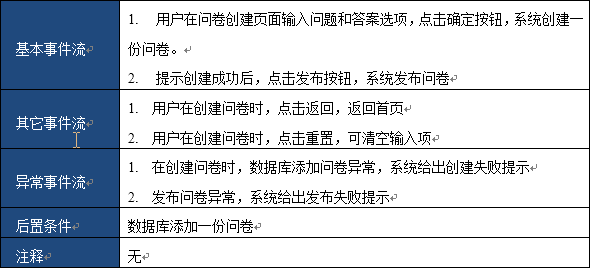 基本事件流
1. 用户在问卷创建页面输入问题和答案选项，点击确定按钮，系统创建一
份问卷。
2. 提示创建成功后，点击发布按钮，系统发布问卷
其它事件流
1. 用户在创建问卷时，点击返回，返回首页
2. 用户在创建问卷时，点击重置，可清空输入项
异常事件流
1. 在创建问卷时，数据库添加问卷异常，系统给出创建失败提示
2. 发布问卷异常，系统给出发布失败提示
后置条件
数据库添加一份问卷
注释
无